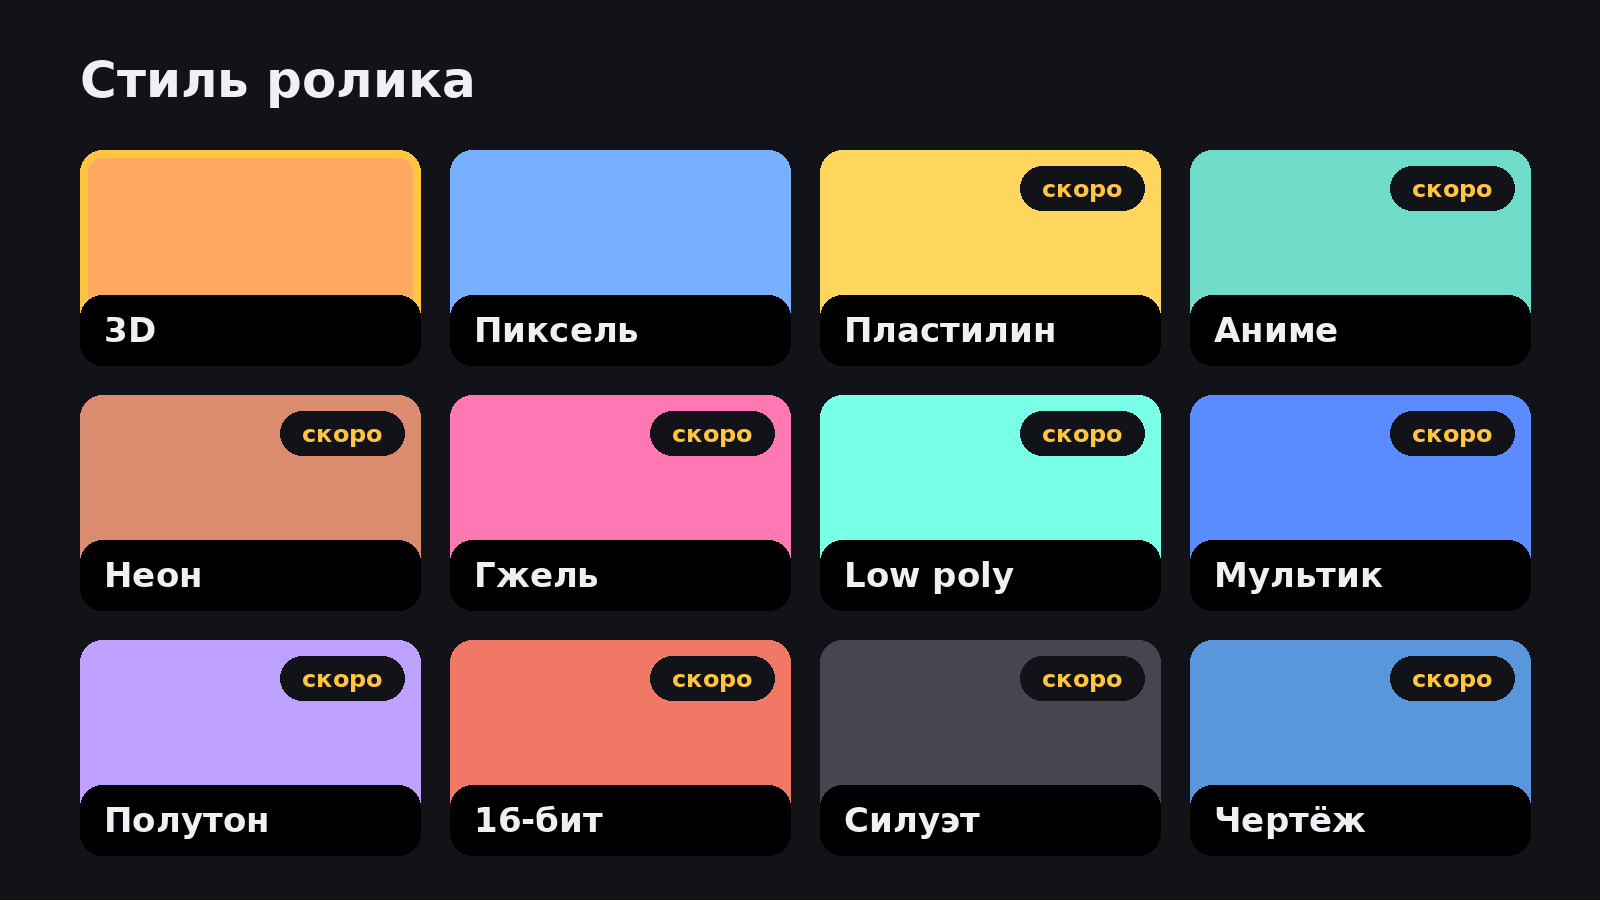 Стиль ролика
скоро
скоро
3D
Пиксель
Пластилин
Аниме
скоро
скоро
скоро
скоро
Неон
Гжель
Low poly
Мультик
скоро
скоро
скоро
скоро
Полутон
16-бит
Силуэт
Чертёж